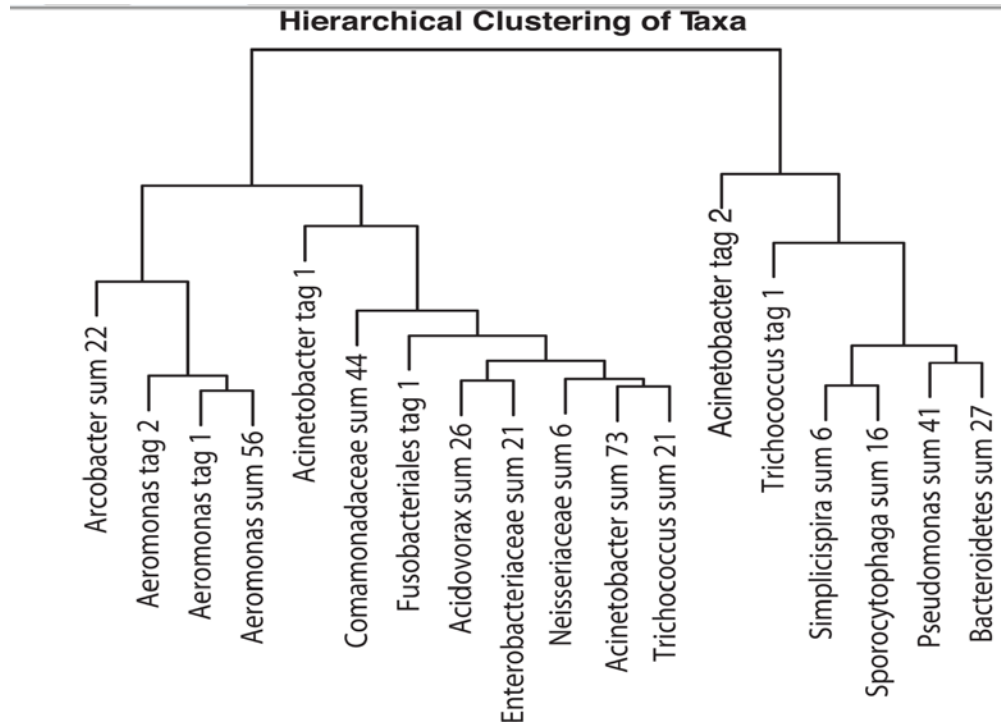 Hierarchical Clustering of Taxa
Arcobacter sum 22
Aeromonas tag 2
Aeromonas tag 1
Aeromonas sum 56
Acinetobacter tag 1
Comamonadaceae sum 44
Fusobacteriales tag 1
Acidovorax sum 26
Enterobacteriaceae sum 21
Neisseriaceae sum 6
Acinetobacter sum 73
Trichococcus sum 21
Acinetobacter tag 2
Trichococcus tag 1
Simplicispira sum 6
Sporocytophaga sum 16
Pseudomonas sum 41
Bacteroidetes sum 27